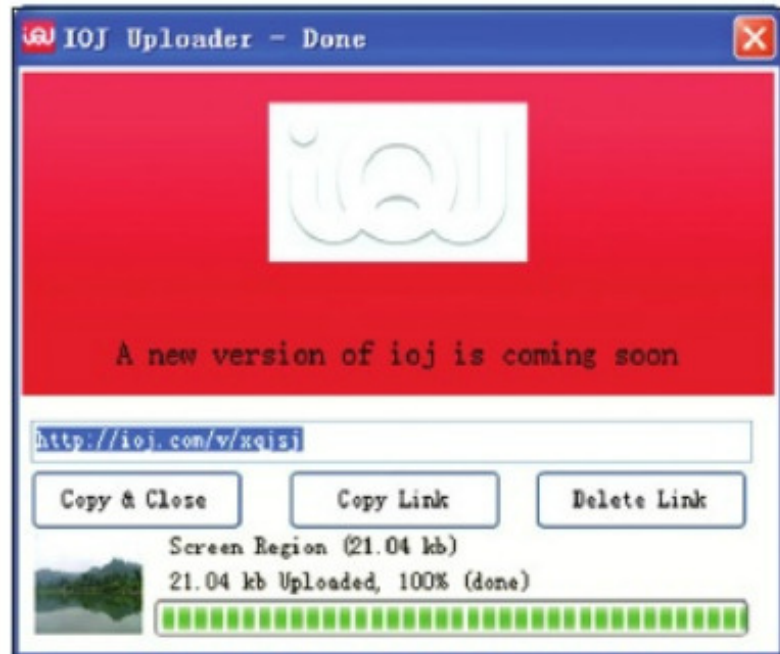 IOJ Uploader - Done
ioj
A new version of ioj is coming soon
http://ioj.com/v/xqjsj
Copy & Close
Copy Link
Delete Link
Screen Region (21.04 kb)
21.04 kb Uploaded, 100% (done)